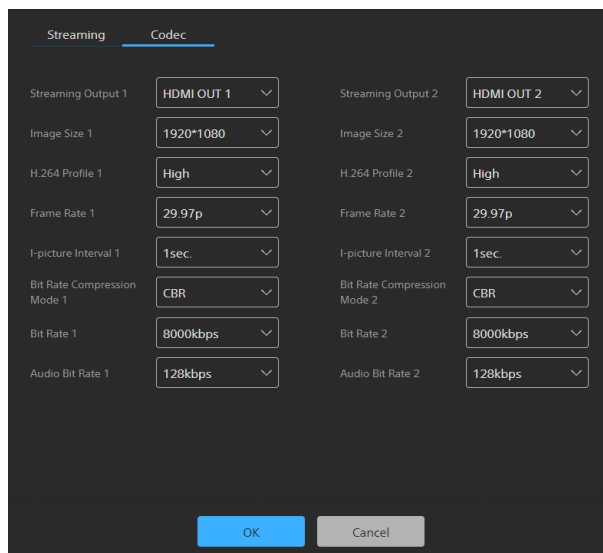 Streaming Codec
Streaming Output 1 HDMI OUT 1 Streaming Output 2 HDMI OUT 2
Image Size 1 1920*1080 Image Size 2 1920*1080
H.264 Profile 1 High H.264 Profile 2 High
Frame Rate 1 29.97p Frame Rate 2 29.97p
I-picture Interval 1 1sec. I-picture Interval 2 1sec.
Bit Rate Compression
Mode 1 CBR Bit Rate Compression
Mode 2 CBR
Bit Rate 1 8000kbps Bit Rate 2 8000kbps
Audio Bit Rate 1 128kbps Audio Bit Rate 2 128kbps
OK Cancel